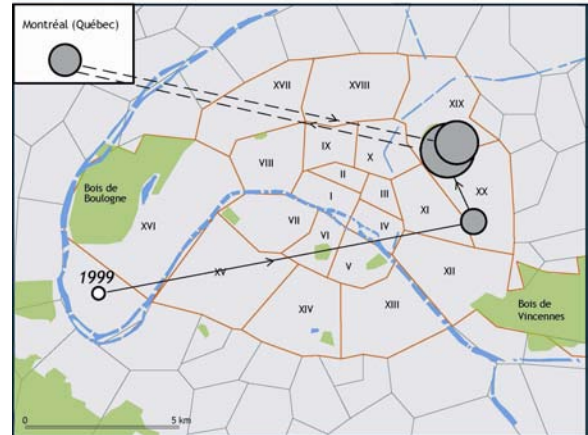 Montréal (Québec)
XVII
XVIII
XIX
IX
X
VIII
II
Bois de
Boulogne
I
III
XX
XVI
VII
XI
VI
IV
1999
XV
V
XII
XIV
XIII
Bois de
Vincennes
0
5 km